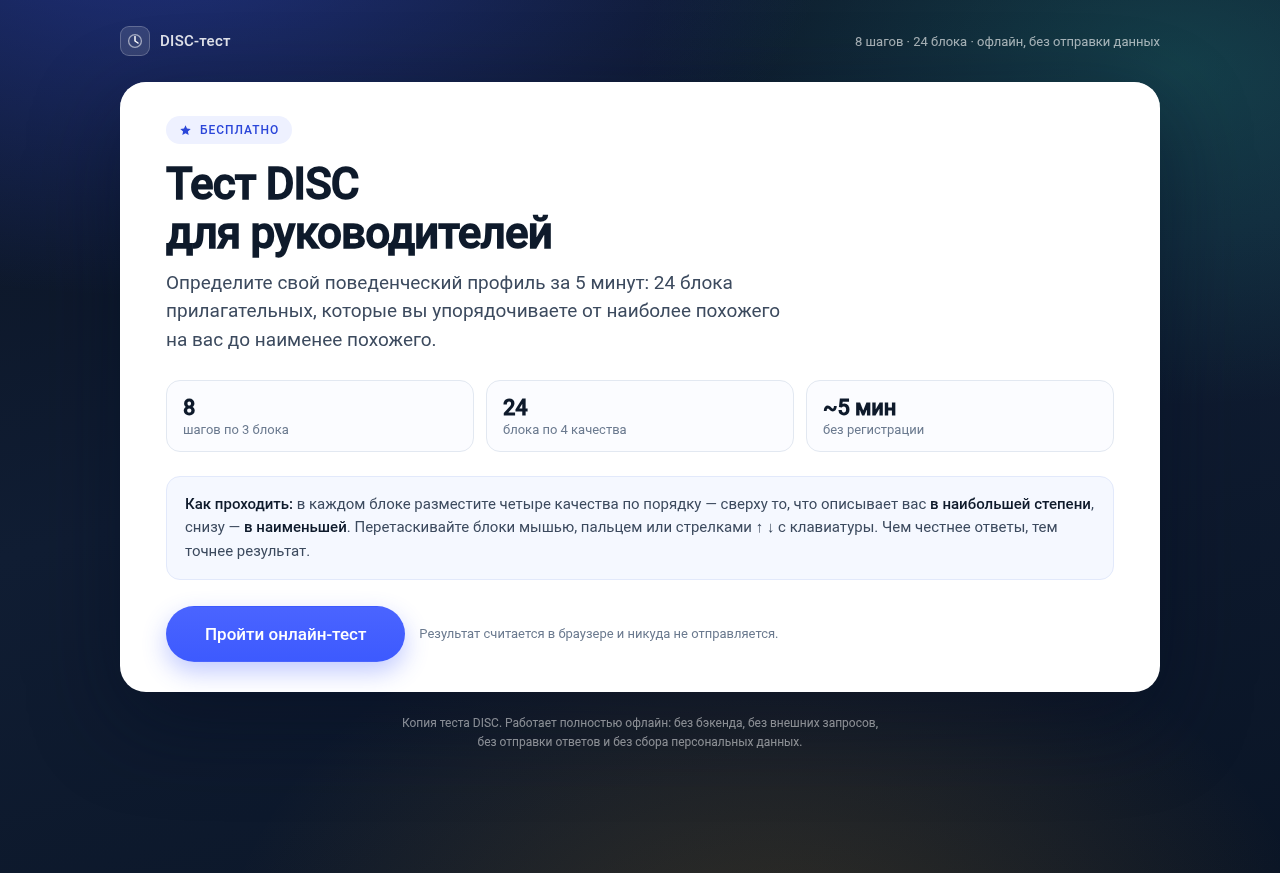 DISC-тест
8 шагов · 24 блока · офлайн, без отправки данных
БЕСПЛАТНО
Тест DISC
для руководителей
Определите свой поведенческий профиль за 5 минут: 24 блока
прилагательных, которые вы упорядочиваете от наиболее похожего
на вас до наименее похожего.
8
шагов по 3 блока
24
блока по 4 качества
~5 мин
без регистрации
Как проходить: в каждом блоке разместите четыре качества по порядку — сверху то, что описывает вас в наибольшей степени,
снизу — в наименьшей. Перетаскивайте блоки мышью, пальцем или стрелками ↑ ↓ с клавиатуры. Чем честнее ответы, тем
точнее результат.
Пройти онлайн-тест
Результат считается в браузере и никуда не отправляется.
Копия теста DISC. Работает полностью офлайн: без бэкенда, без внешних запросов,
без отправки ответов и без сбора персональных данных.